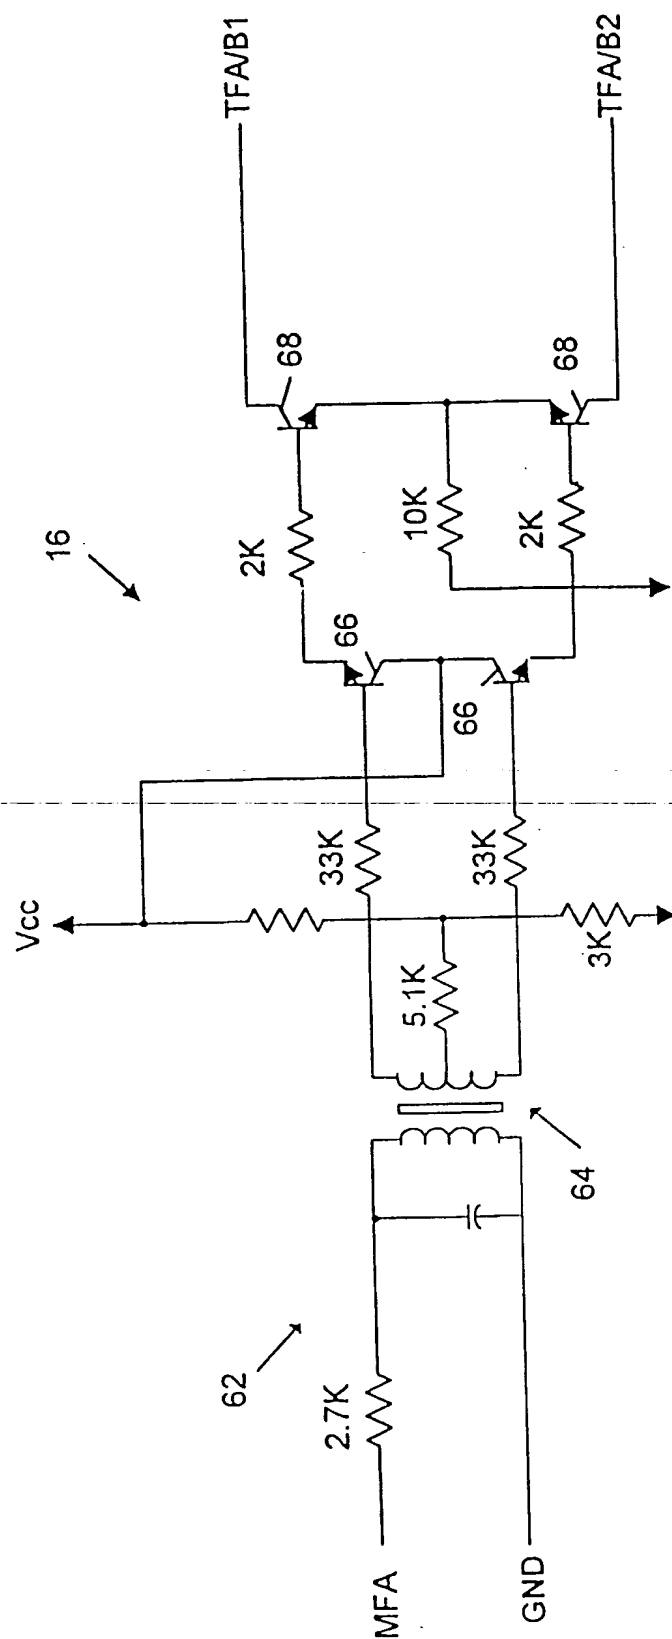 16
Vcc
TFA/B1
TFA/B2
68
68
2K
10K
2K
66
66
33K
33K
5.1K
3K
64
62
2.7K
MFA
GND